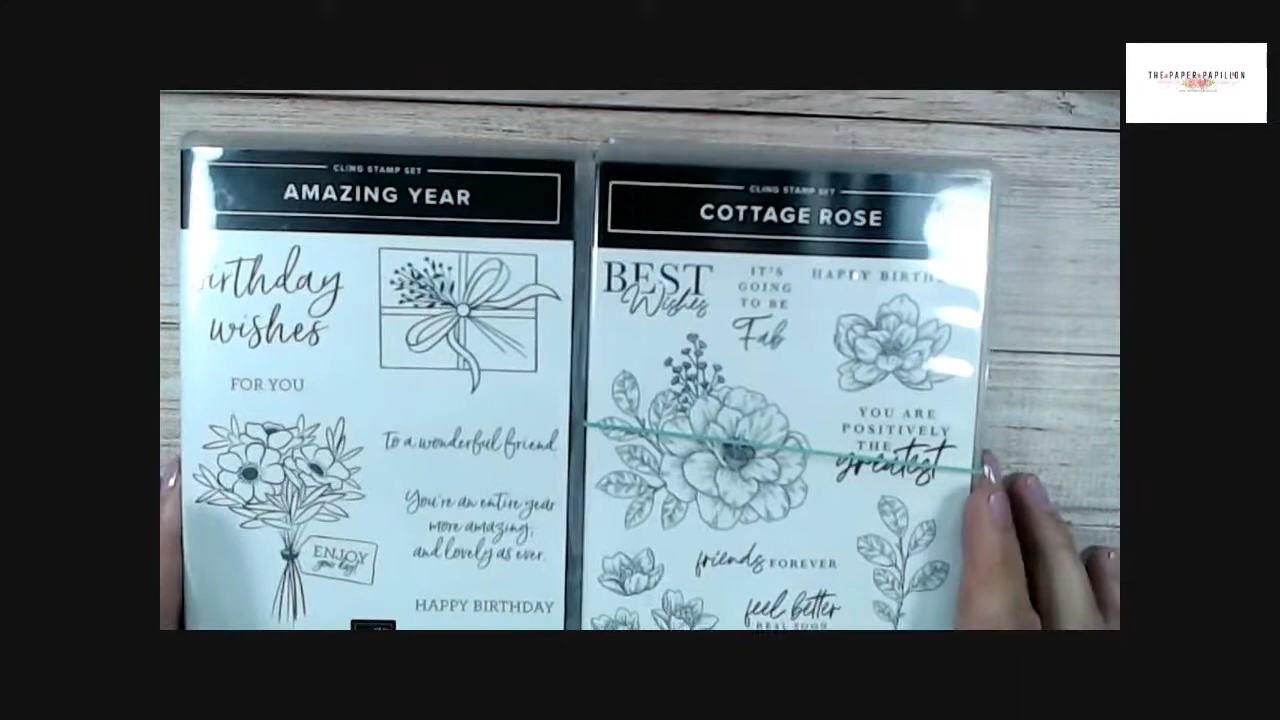 THE PAPER PAPILLON
CLING STAMP SET
AMAZING YEAR
irthday
wishes
FOR YOU
To a wonderful friend
You're an entire year
more amazing,
and lovely as ever.
ENJOY
your day!
HAPPY BIRTHDAY
CLING STAMP SET
COTTAGE ROSE
BEST
Wishes
IT'S
GOING
TO BE
Fab
HAPPY BIRTH
YOU ARE
POSITIVELY
THE
greatest
friends FOREVER
feel better
REAL SOON